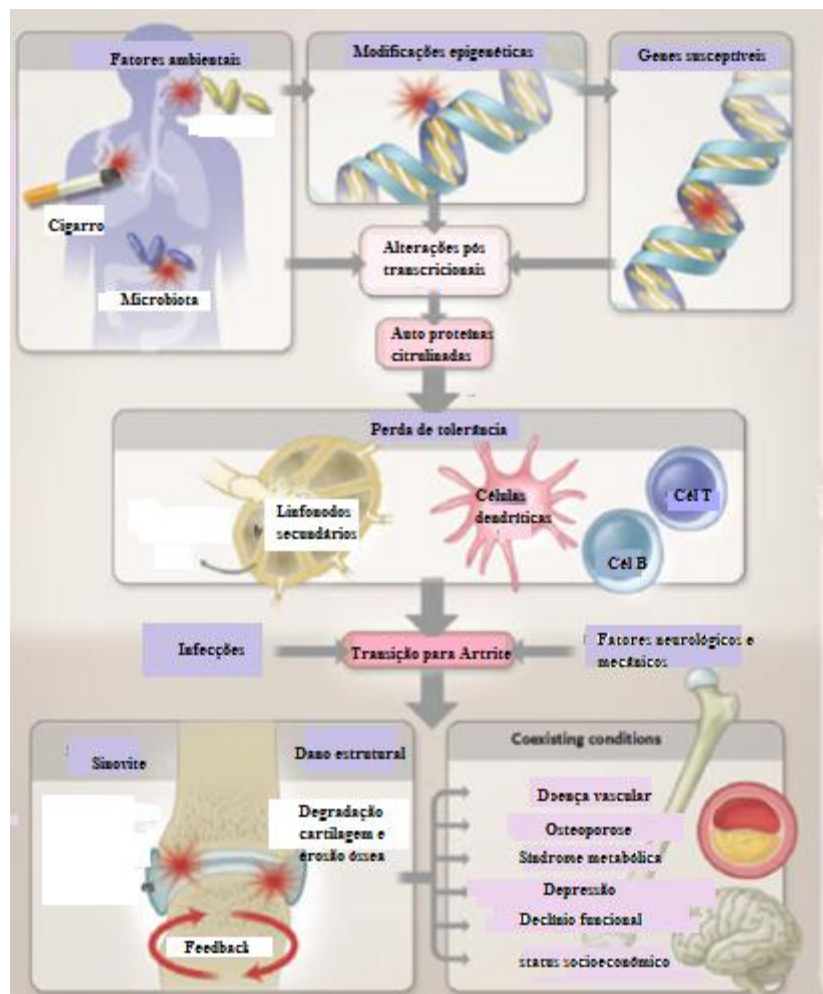 Fatores ambientais
Modificações epigenéticas
Genes susceptíveis
Cigarro
Microbiota
Alterações pós
transcricionais
Auto proteínas
citrulinadas
Perda de tolerância
Linfonodos
secundários
Células
dendríticas
Cél T
Cél B
Infecções
Transição para Artrite
Fatores neurológicos e
mecânicos
Sinovite
Dano estrutural
Degradação
cartilagem e
erosão óssea
Feedback
Coexisting conditions
Doença vascular
Osteoporose
Síndrome metabólica
Depressão
Declínio funcional
status socioeconômico